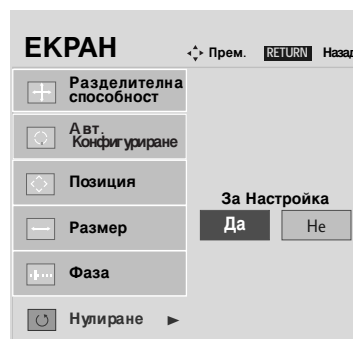 ЕКРАН
Прем. RETURN Назад
Разделителна
способност
Авт.
Конфигуриране
Позиция
За Настройка
Размер
Да
Не
Фаза
Нулиране